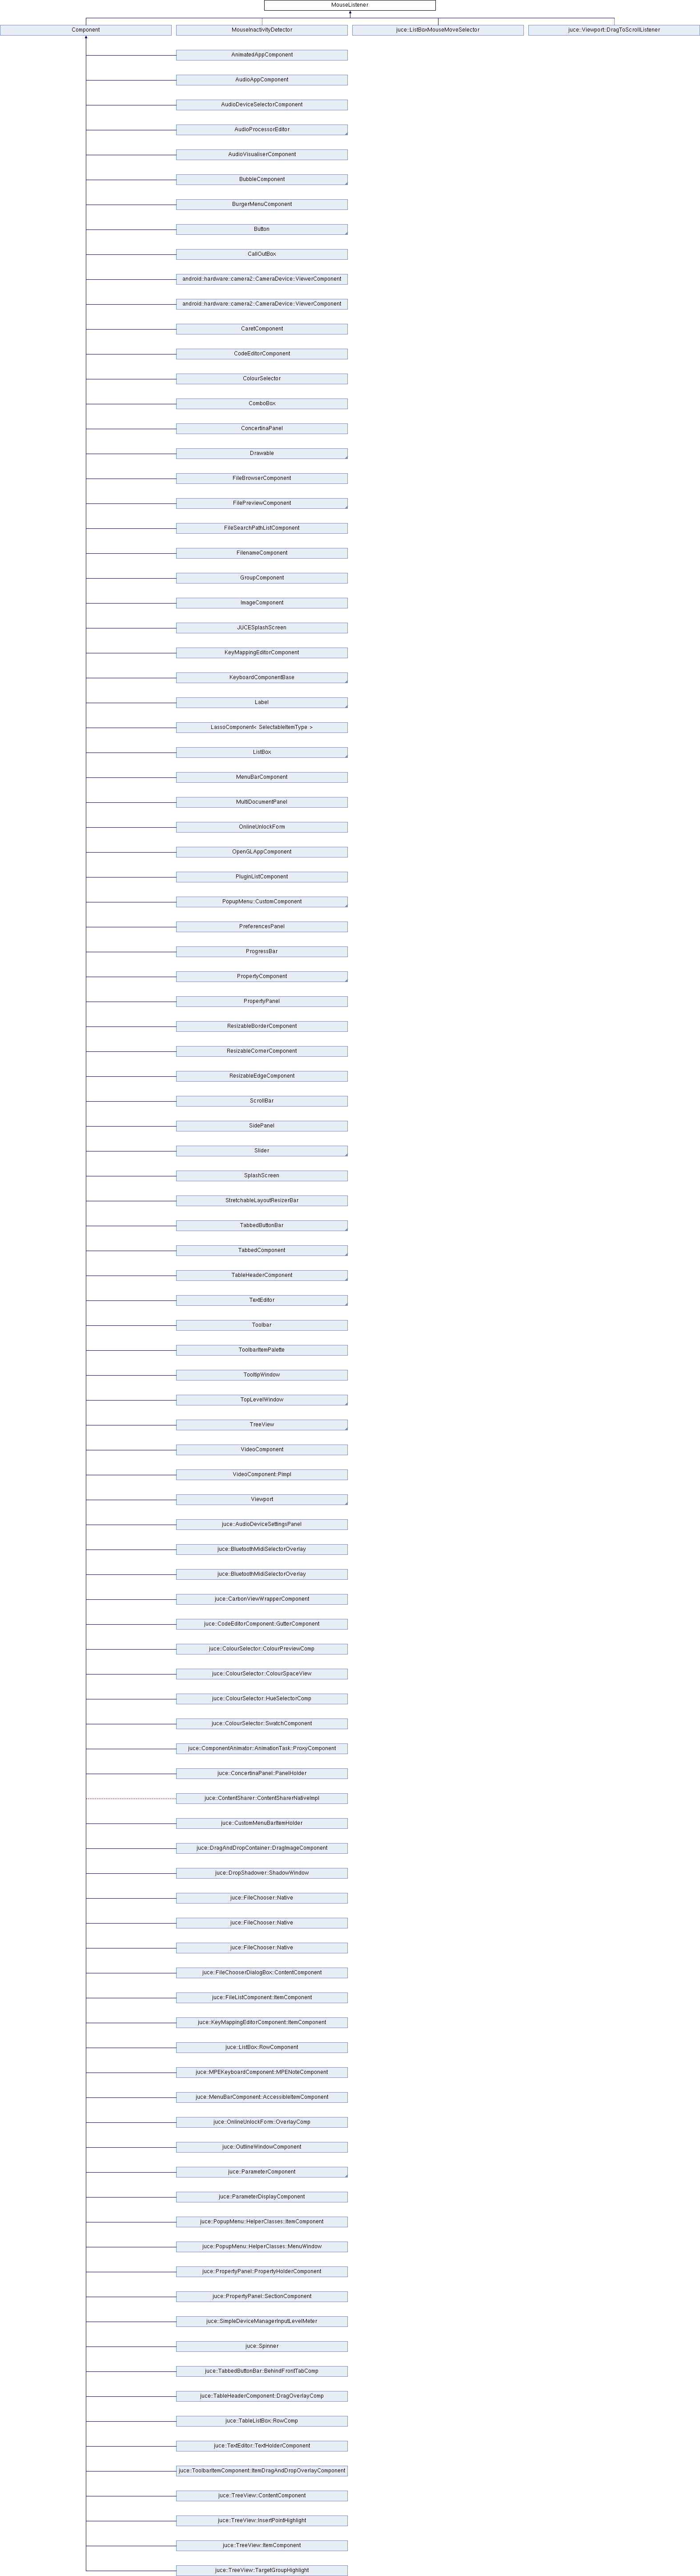 MouseListener
Component
MouseInactivityDetector
juce::ListBoxMouseMoveSelector
juce::Viewport::DragToScrollListener
AnimatedAppComponent
AudioAppComponent
AudioDeviceSelectorComponent
AudioProcessorEditor
AudioVisualiserComponent
BubbleComponent
BurgerMenuComponent
Button
CallOutBox
android::hardware::camera2::CameraDevice::ViewerComponent
android::hardware::camera2::CameraDevice::ViewerComponent
CaretComponent
CodeEditorComponent
ColourSelector
ComboBox
ConcertinaPanel
Drawable
FileBrowserComponent
FilePreviewComponent
FileSearchPathListComponent
FilenameComponent
GroupComponent
ImageComponent
JUCESplashScreen
KeyMappingEditorComponent
KeyboardComponentBase
Label
LassoComponent< SelectableItemType >
ListBox
MenuBarComponent
MultiDocumentPanel
OnlineUnlockForm
OpenGLAppComponent
PluginListComponent
PopupMenu::CustomComponent
PreferencesPanel
ProgressBar
PropertyComponent
PropertyPanel
ResizableBorderComponent
ResizableCornerComponent
ResizableEdgeComponent
ScrollBar
SidePanel
Slider
SplashScreen
StretchableLayoutResizerBar
TabbedButtonBar
TabbedComponent
TableHeaderComponent
TextEditor
Toolbar
ToolbarItemPalette
TooltipWindow
TopLevelWindow
TreeView
VideoComponent
VideoComponent::Pimpl
Viewport
juce::AudioDeviceSettingsPanel
juce::BluetoothMidiSelectorOverlay
juce::BluetoothMidiSelectorOverlay
juce::CarbonViewWrapperComponent
juce::CodeEditorComponent::GutterComponent
juce::ColourSelector::ColourPreviewComp
juce::ColourSelector::ColourSpaceView
juce::ColourSelector::HueSelectorComp
juce::ColourSelector::SwatchComponent
juce::ComponentAnimator::AnimationTask::ProxyComponent
juce::ConcertinaPanel::PanelHolder
juce::ContentSharer::ContentSharerNativeImpl
juce::CustomMenuBarItemHolder
juce::DragAndDropContainer::DragImageComponent
juce::DropShadower::ShadowWindow
juce::FileChooser::Native
juce::FileChooser::Native
juce::FileChooser::Native
juce::FileChooserDialogBox::ContentComponent
juce::FileListComponent::ItemComponent
juce::KeyMappingEditorComponent::ItemComponent
juce::ListBox::RowComponent
juce::MPEKeyboardComponent::MPENoteComponent
juce::MenuBarComponent::AccessibleItemComponent
juce::OnlineUnlockForm::OverlayComp
juce::OutlineWindowComponent
juce::ParameterComponent
juce::ParameterDisplayComponent
juce::PopupMenu::HelperClasses::ItemComponent
juce::PopupMenu::HelperClasses::MenuWindow
juce::PropertyPanel::PropertyHolderComponent
juce::PropertyPanel::SectionComponent
juce::SimpleDeviceManagerInputLevelMeter
juce::Spinner
juce::TabbedButtonBar::BehindFrontTabComp
juce::TableHeaderComponent::DragOverlayComp
juce::TableListBox::RowComp
juce::TextEditor::TextHolderComponent
juce::ToolbarItemComponent::ItemDragAndDropOverlayComponent
juce::TreeView::ContentComponent
juce::TreeView::InsertPointHighlight
juce::TreeView::ItemComponent
juce::TreeView::TargetGroupHighlight